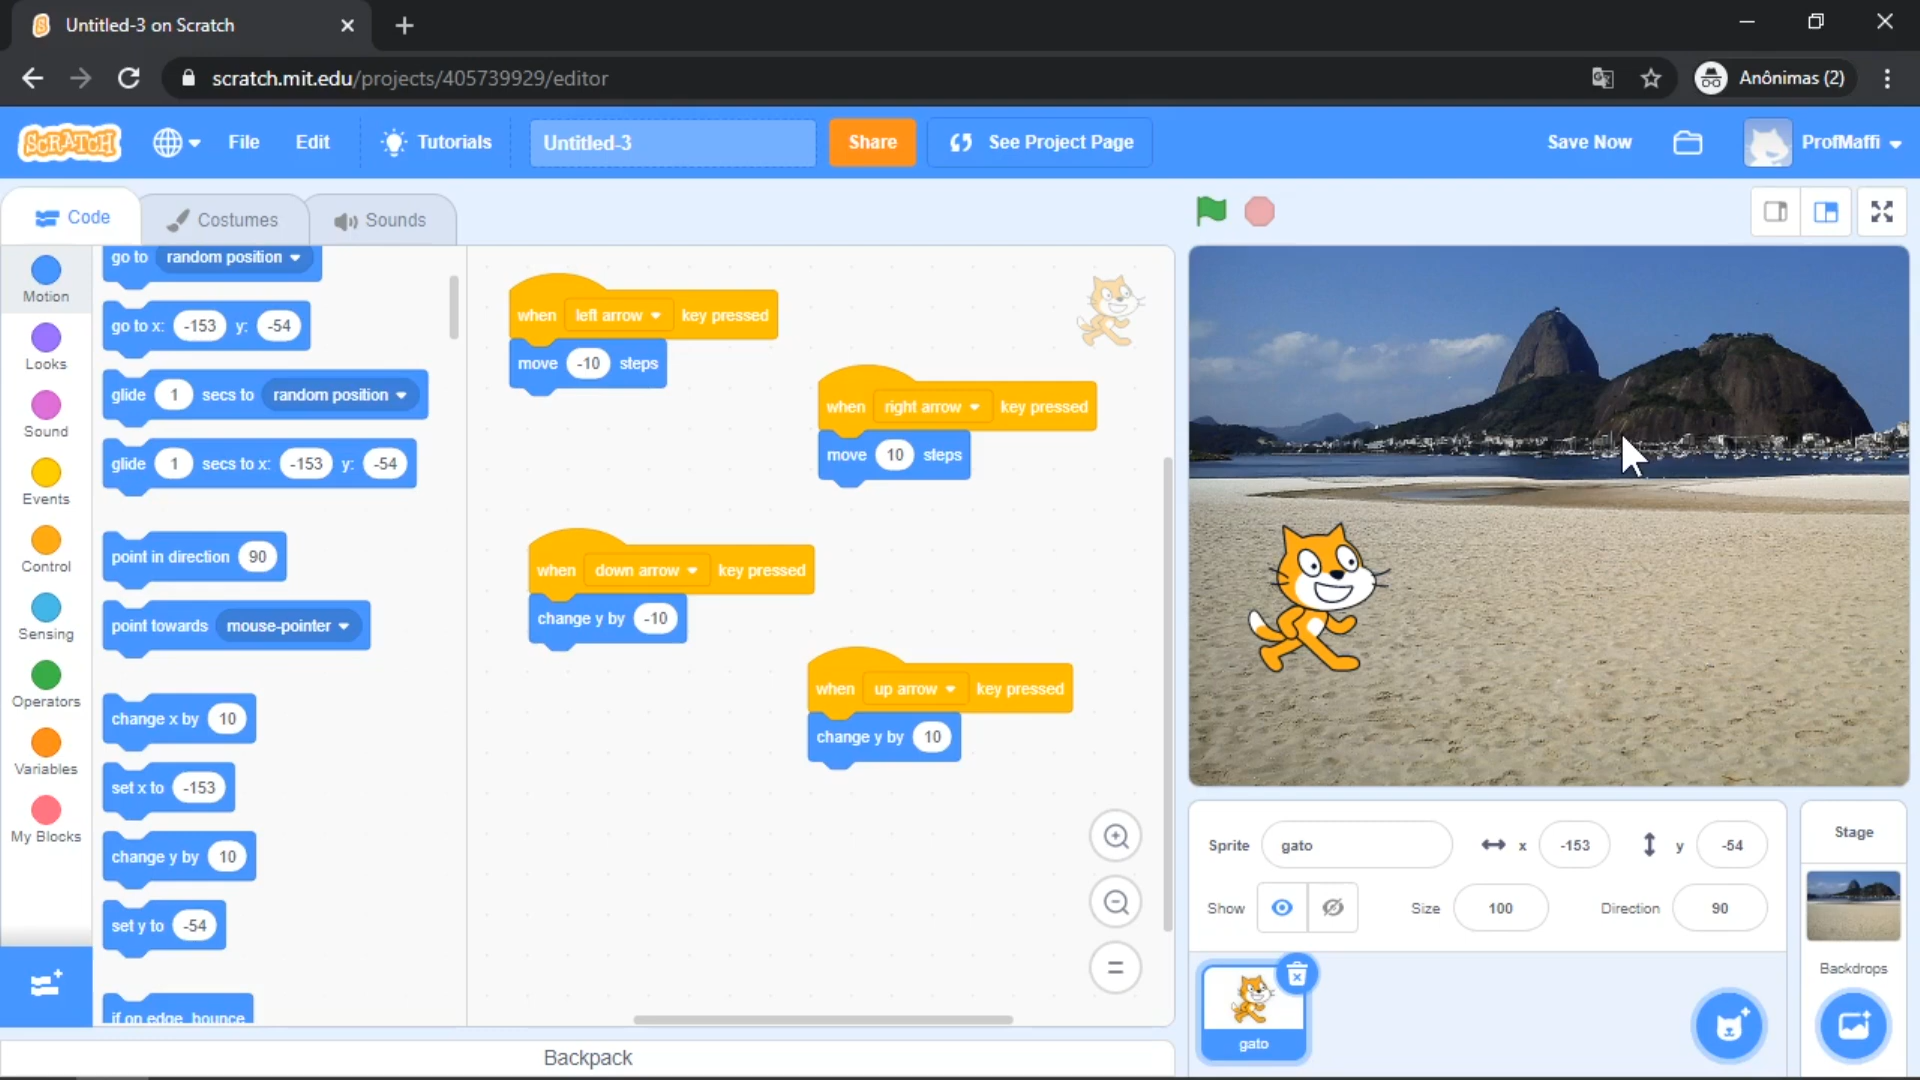 Untitled-3 on Scratch
scratch.mit.edu/projects/405739929/editor
Anônimas (2)
SCRATCH
File
Edit
Tutorials
Untitled-3
Share
See Project Page
Save Now
ProfMaffi
Code
Costumes
Sounds
Motion
Looks
Sound
Events
Control
Sensing
Operators
Variables
My Blocks
go to random position
go to x: -153 y: -54
glide 1 secs to random position
glide 1 secs to x: -153 y: -54
point in direction 90
point towards mouse-pointer
change x by 10
set x to -153
change y by 10
set y to -54
if on edge, bounce
when left arrow key pressed
move -10 steps
when right arrow key pressed
move 10 steps
when down arrow key pressed
change y by -10
when up arrow key pressed
change y by 10
Backpack
Sprite gato x -153 y -54
Show Size 100 Direction 90
gato
Stage
Backdrops